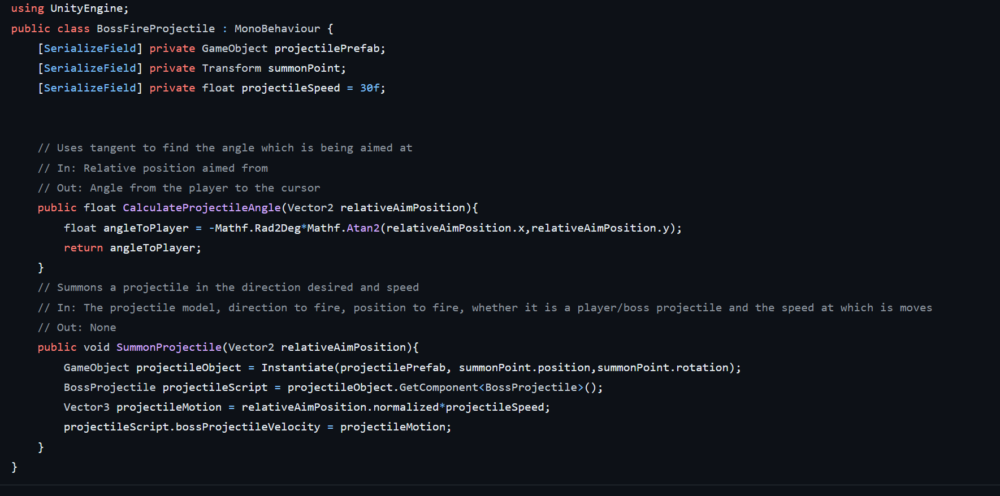 using UnityEngine;
public class BossFireProjectile : MonoBehaviour {
    [SerializeField] private GameObject projectilePrefab;
    [SerializeField] private Transform summonPoint;
    [SerializeField] private float projectileSpeed = 30f;
    // Uses tangent to find the angle which is being aimed at
    // In: Relative position aimed from
    // Out: Angle from the player to the cursor
    public float CalculateProjectileAngle(Vector2 relativeAimPosition){
        float angleToPlayer = -Mathf.Rad2Deg*Mathf.Atan2(relativeAimPosition.x,relativeAimPosition.y);
        return angleToPlayer;
    }
    // Summons a projectile in the direction desired and speed
    // In: The projectile model, direction to fire, position to fire, whether it is a player/boss projectile and the speed at which is moves
    // Out: None
    public void SummonProjectile(Vector2 relativeAimPosition){
        GameObject projectileObject = Instantiate(projectilePrefab, summonPoint.position,summonPoint.rotation);
        BossProjectile projectileScript = projectileObject.GetComponent<BossProjectile>();
        Vector3 projectileMotion = relativeAimPosition.normalized*projectileSpeed;
        projectileScript.bossProjectileVelocity = projectileMotion;
    }
}